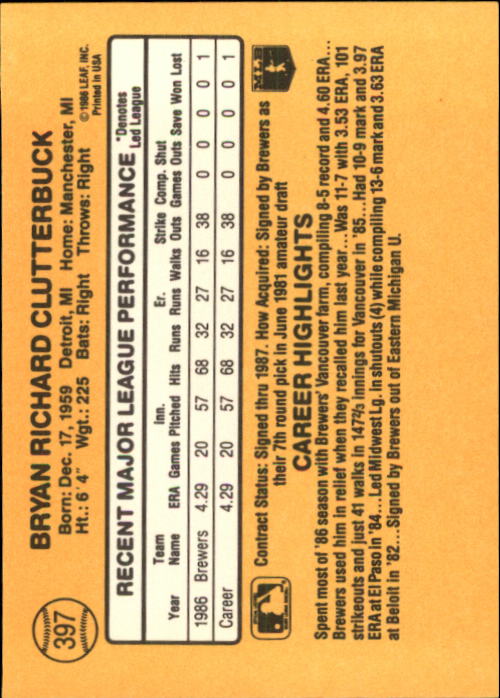 397
BRYAN RICHARD CLUTTERBUCK
Born: Dec. 17, 1959 Detroit, MI Home: Manchester, MI
Ht.: 6'4" Wgt.: 225 Bats: Right Throws: Right
©1986 LEAF, INC.
Printed in USA
RECENT MAJOR LEAGUE PERFORMANCE
*Denotes
Led League
Team Inn. Er. Strike Comp. Shut
Year Name ERA Games Pitched Hits Runs Runs Walks Outs Games Outs Save Won Lost
1986 Brewers 4.29 20 57 68 32 27 16 38 0 0 0 0 1
Career 4.29 20 57 68 32 27 16 38 0 0 0 0 1
Contract Status: Signed thru 1987. How Acquired: Signed by Brewers as
their 7th round pick in June 1981 amateur draft
MLB
CAREER HIGHLIGHTS
Spent most of '86 season with Brewers' Vancouver farm, compiling 8-5 record and 4.60 ERA...
Brewers used him in relief when they recalled him last year... Was 11-7 with 3.53 ERA, 101
strikeouts and just 41 walks in 147⅔ innings for Vancouver in '85...Had 10-9 mark and 3.97
ERA at El Paso in '84...Led Midwest Lg. in shutouts (4) while compiling 13-6 mark and 3.63 ERA
at Beloit in '82...Signed by Brewers out of Eastern Michigan U.